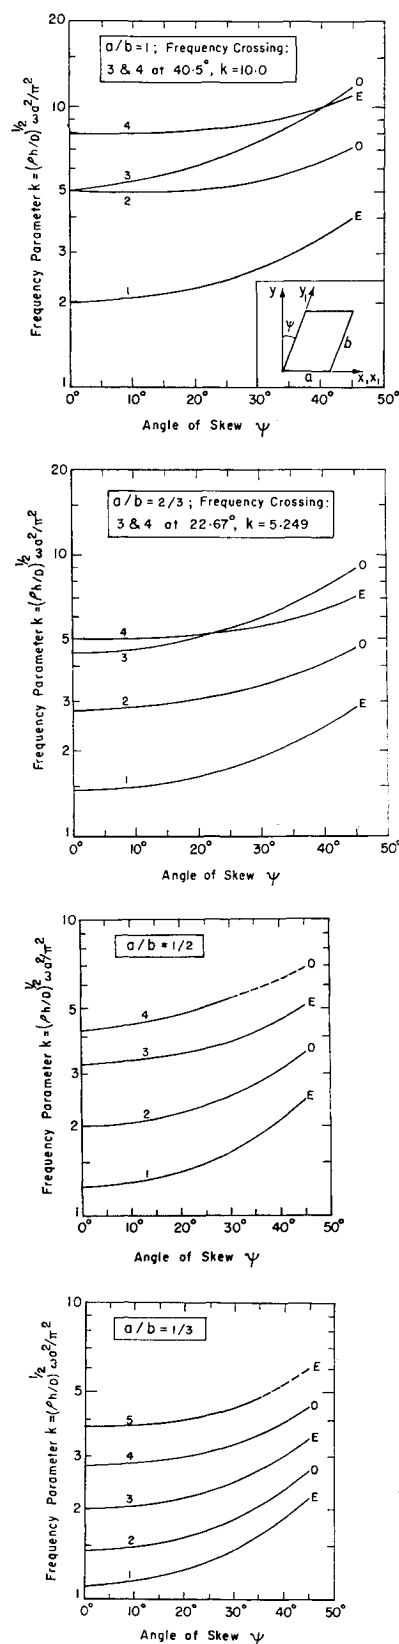 20
a/b=1; Frequency Crossing:
3 & 4 at 40·5°, k=10·0
Frequency Parameter k=(ρh/D)^1/2 ωa²/π²
10
5
3
2
1
4
3
2
1
O
E
O
E
y
y₁
ψ
b
a
x,x₁
0° 10° 20° 30° 40° 50°
Angle of Skew ψ
20
a/b=2/3; Frequency Crossing:
3 & 4 at 22·67°, k=5·249
Frequency Parameter k=(ρh/D)^1/2 ωa²/π²
10
5
3
2
1
4
3
2
1
O
E
O
E
0° 10° 20° 30° 40° 50°
Angle of Skew ψ
10
a/b=1/2
Frequency Parameter k=(ρh/D)^1/2 ωa²/π²
5
3
2
1
4
3
2
1
O
E
O
E
0° 10° 20° 30° 40° 50°
Angle of Skew ψ
10
a/b=1/3
Frequency Parameter k=(ρh/D)^1/2 ωa²/π²
5
3
2
1
5
4
3
2
1
E
O
E
O
E
0° 10° 20° 30° 40° 50°
Angle of Skew ψ